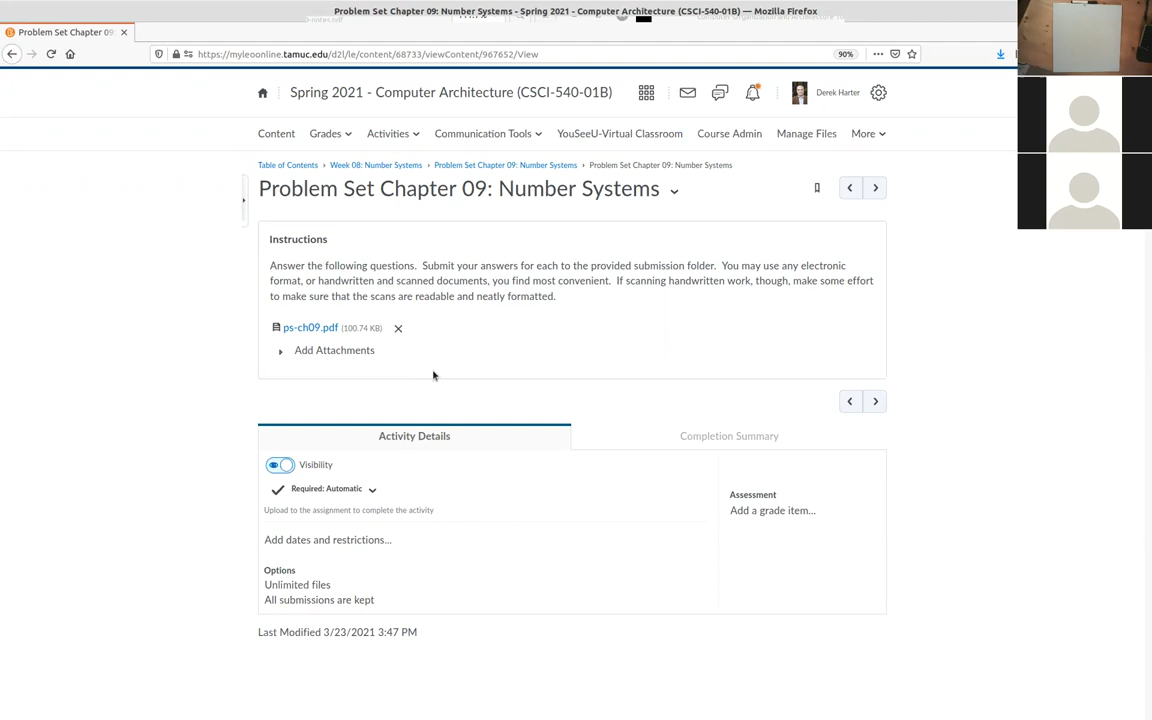 Problem Set Chapter 09: Number Systems - Spring 2021 - Computer Architecture (CSCI-540-01B) — Mozilla Firefox
Problem Set Chapter 09:
https://myleoonline.tamuc.edu/d2l/le/content/68733/viewContent/967652/View
90%
Spring 2021 - Computer Architecture (CSCI-540-01B)
Derek Harter
Content Grades Activities Communication Tools YouSeeU-Virtual Classroom Course Admin Manage Files More
Table of Contents › Week 08: Number Systems › Problem Set Chapter 09: Number Systems › Problem Set Chapter 09: Number Systems
Problem Set Chapter 09: Number Systems
Instructions
Answer the following questions. Submit your answers for each to the provided submission folder. You may use any electronic
format, or handwritten and scanned documents, you find most convenient. If scanning handwritten work, though, make some effort
to make sure that the scans are readable and neatly formatted.
ps-ch09.pdf (100.74 KB)
Add Attachments
Activity Details Completion Summary
Visibility
Required: Automatic
Upload to the assignment to complete the activity
Assessment
Add a grade item...
Add dates and restrictions...
Options
Unlimited files
All submissions are kept
Last Modified 3/23/2021 3:47 PM